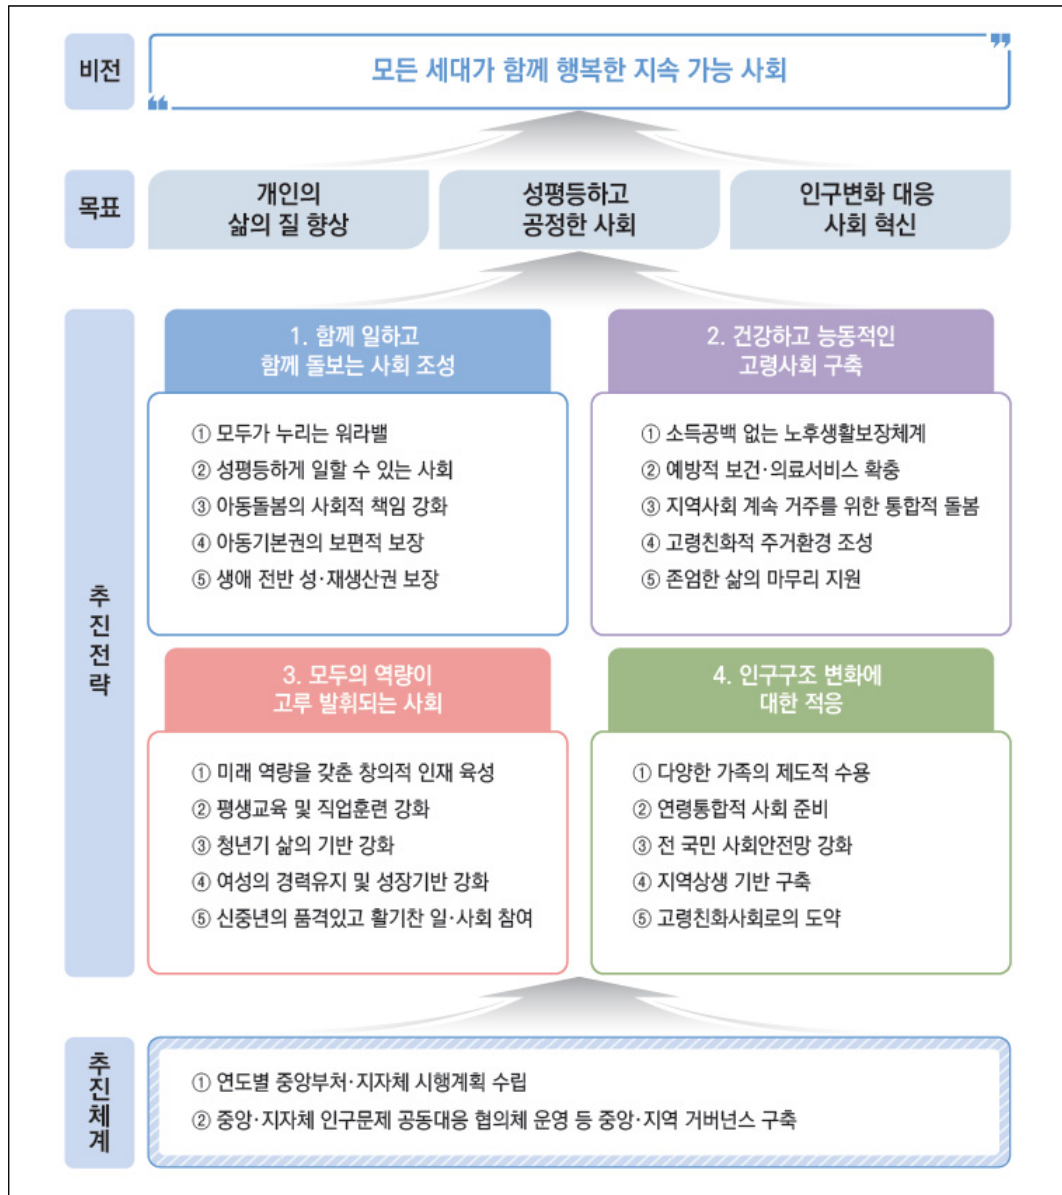 비전
모든 세대가 함께 행복한 지속 가능 사회
목표
개인의
삶의 질 향상
성평등하고
공정한 사회
인구변화 대응
사회 혁신
추진전략
1. 함께 일하고
함께 돌보는 사회 조성
① 모두가 누리는 워라밸
② 성평등하게 일할 수 있는 사회
③ 아동돌봄의 사회적 책임 강화
④ 아동기본권의 보편적 보장
⑤ 생애 전반 성·재생산권 보장
2. 건강하고 능동적인
고령사회 구축
① 소득공백 없는 노후생활보장체계
② 예방적 보건·의료서비스 확충
③ 지역사회 계속 거주를 위한 통합적 돌봄
④ 고령친화적 주거환경 조성
⑤ 존엄한 삶의 마무리 지원
3. 모두의 역량이
고루 발휘되는 사회
① 미래 역량을 갖춘 창의적 인재 육성
② 평생교육 및 직업훈련 강화
③ 청년기 삶의 기반 강화
④ 여성의 경력유지 및 성장기반 강화
⑤ 신중년의 품격있고 활기찬 일·사회 참여
4. 인구구조 변화에
대한 적응
① 다양한 가족의 제도적 수용
② 연령통합적 사회 준비
③ 전 국민 사회안전망 강화
④ 지역상생 기반 구축
⑤ 고령친화사회로의 도약
추진체계
① 연도별 중앙부처·지자체 시행계획 수립
② 중앙·지자체 인구문제 공동대응 협의체 운영 등 중앙·지역 거버넌스 구축